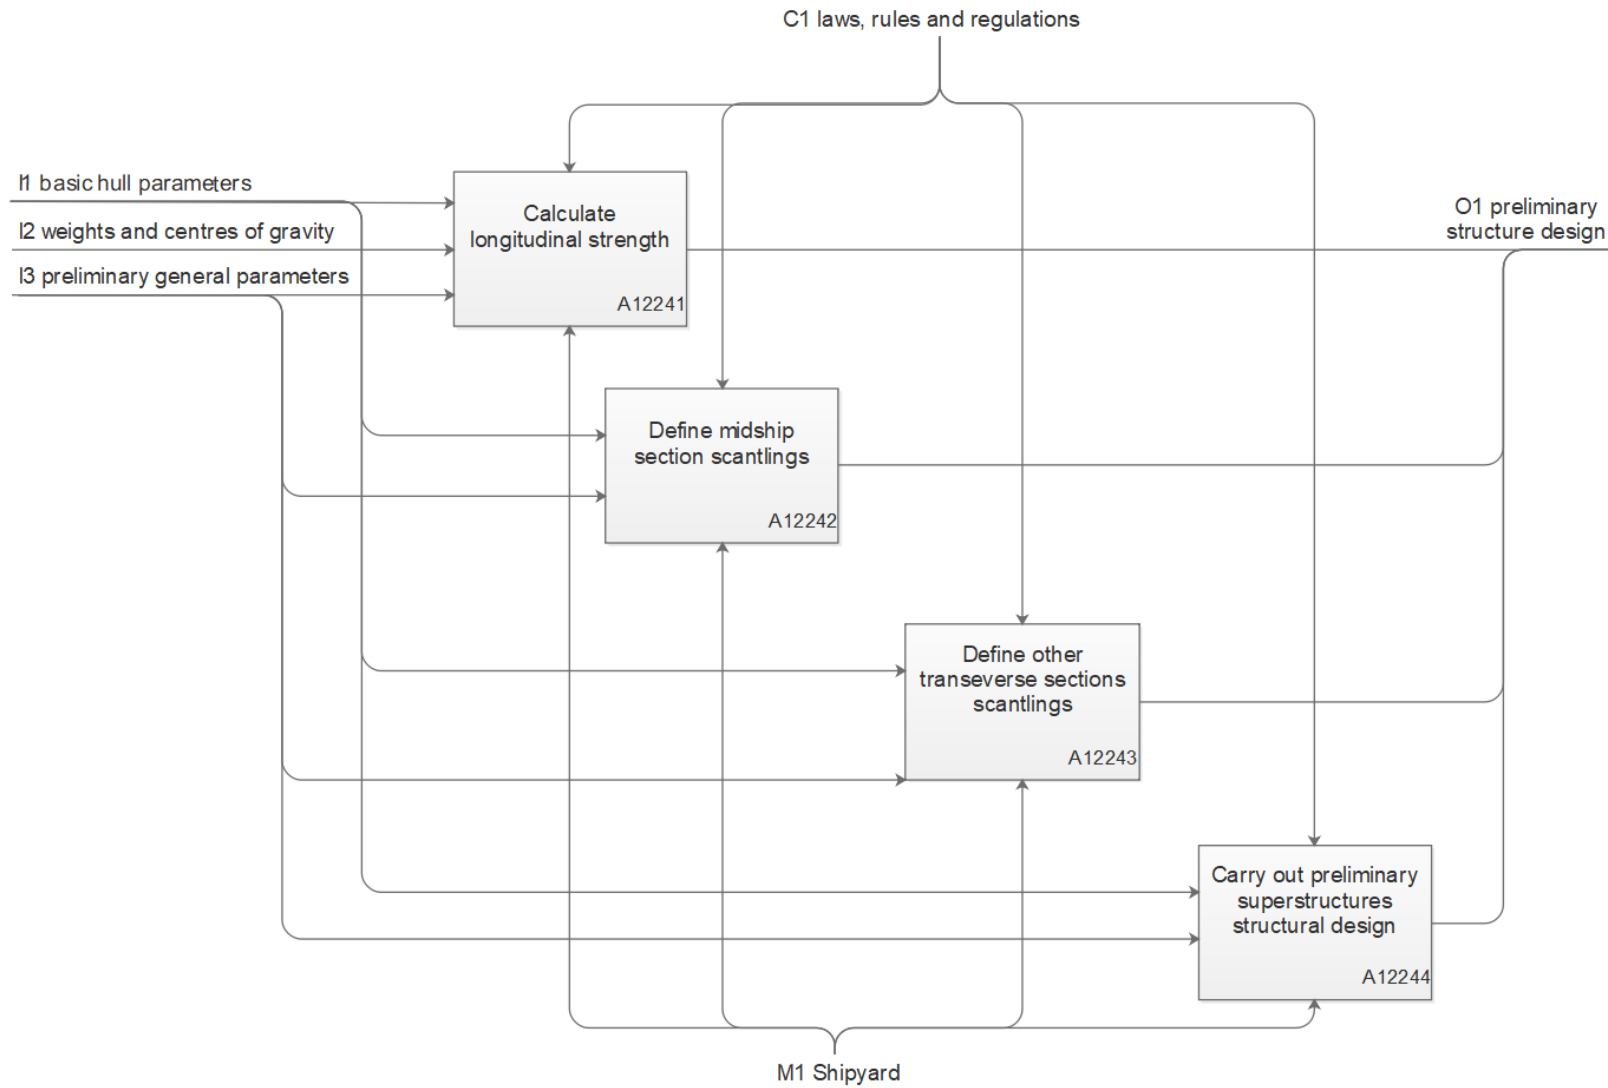 C1 laws, rules and regulations
I1 basic hull parameters
I2 weights and centres of gravity
I3 preliminary general parameters
Calculate
longitudinal strength
A12241
O1 preliminary
structure design
Define midship
section scantlings
A12242
Define other
transeverse sections
scantlings
A12243
Carry out preliminary
superstructures
structural design
A12244
M1 Shipyard